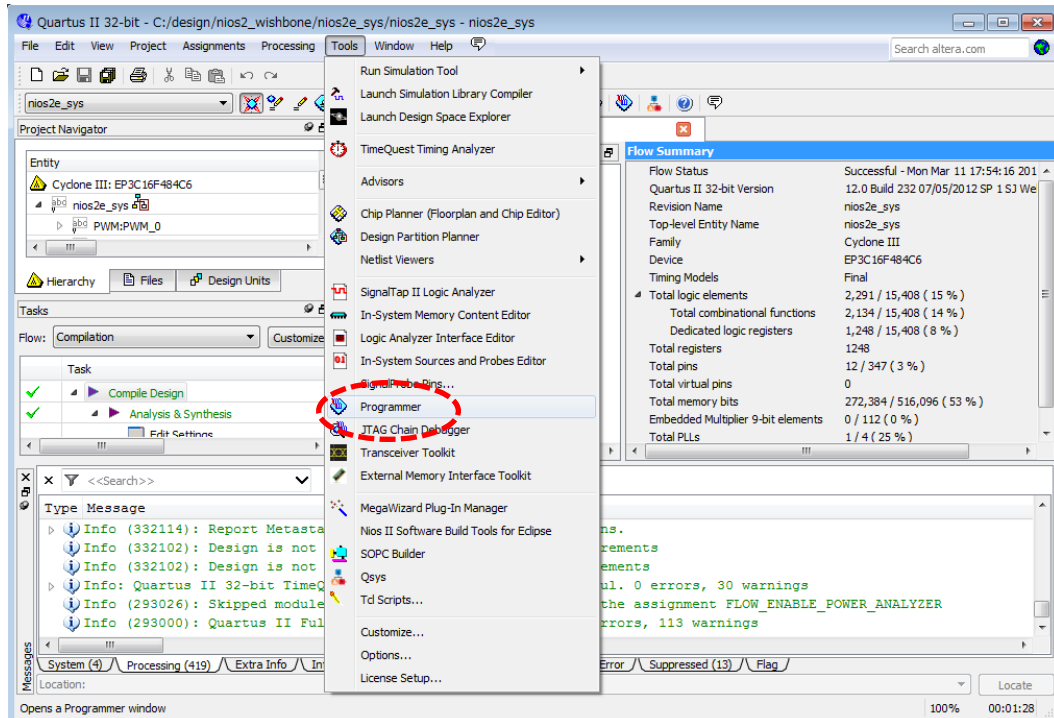 Quartus II 32-bit - C:/design/nios2_wishbone/nios2e_sys/nios2e_sys - nios2e_sys
File Edit View Project Assignments Processing Tools Window Help
Search altera.com
nios2e_sys
Project Navigator
Entity
Cyclone III: EP3C16F484C6
abc nios2e_sys
abc PWM:PWM_0
Hierarchy Files Design Units
Tasks
Flow: Compilation Customize
Task
Compile Design
Analysis & Synthesis
Edit Settings
Run Simulation Tool
Launch Simulation Library Compiler
Launch Design Space Explorer
TimeQuest Timing Analyzer
Advisors
Chip Planner (Floorplan and Chip Editor)
Design Partition Planner
Netlist Viewers
SignalTap II Logic Analyzer
In-System Memory Content Editor
Logic Analyzer Interface Editor
In-System Sources and Probes Editor
SignalProbe Pins...
Programmer
JTAG Chain Debugger
Transceiver Toolkit
External Memory Interface Toolkit
MegaWizard Plug-In Manager
Nios II Software Build Tools for Eclipse
SOPC Builder
Qsys
Tcl Scripts...
Customize...
Options...
License Setup...
Flow Summary
Flow Status Successful - Mon Mar 11 17:54:16 201
Quartus II 32-bit Version 12.0 Build 232 07/05/2012 SP 1 SJ We
Revision Name nios2e_sys
Top-level Entity Name nios2e_sys
Family Cyclone III
Device EP3C16F484C6
Timing Models Final
Total logic elements 2,291 / 15,408 ( 15 % )
Total combinational functions 2,134 / 15,408 ( 14 % )
Dedicated logic registers 1,248 / 15,408 ( 8 % )
Total registers 1248
Total pins 12 / 347 ( 3 % )
Total virtual pins 0
Total memory bits 272,384 / 516,096 ( 53 % )
Embedded Multiplier 9-bit elements 0 / 112 ( 0 % )
Total PLLs 1 / 4 ( 25 % )
<<Search>>
Type Message
Info (332114): Report Metasta ns.
Info (332102): Design is not rements
Info (332102): Design is not ements
Info: Quartus II 32-bit TimeQ ul. 0 errors, 30 warnings
Info (293026): Skipped module the assignment FLOW_ENABLE_POWER_ANALYZER
Info (293000): Quartus II Ful rrors, 113 warnings
System (4) Processing (419) Extra Info In Error Suppressed (13) Flag
Messages
Location: Locate
Opens a Programmer window 100% 00:01:28